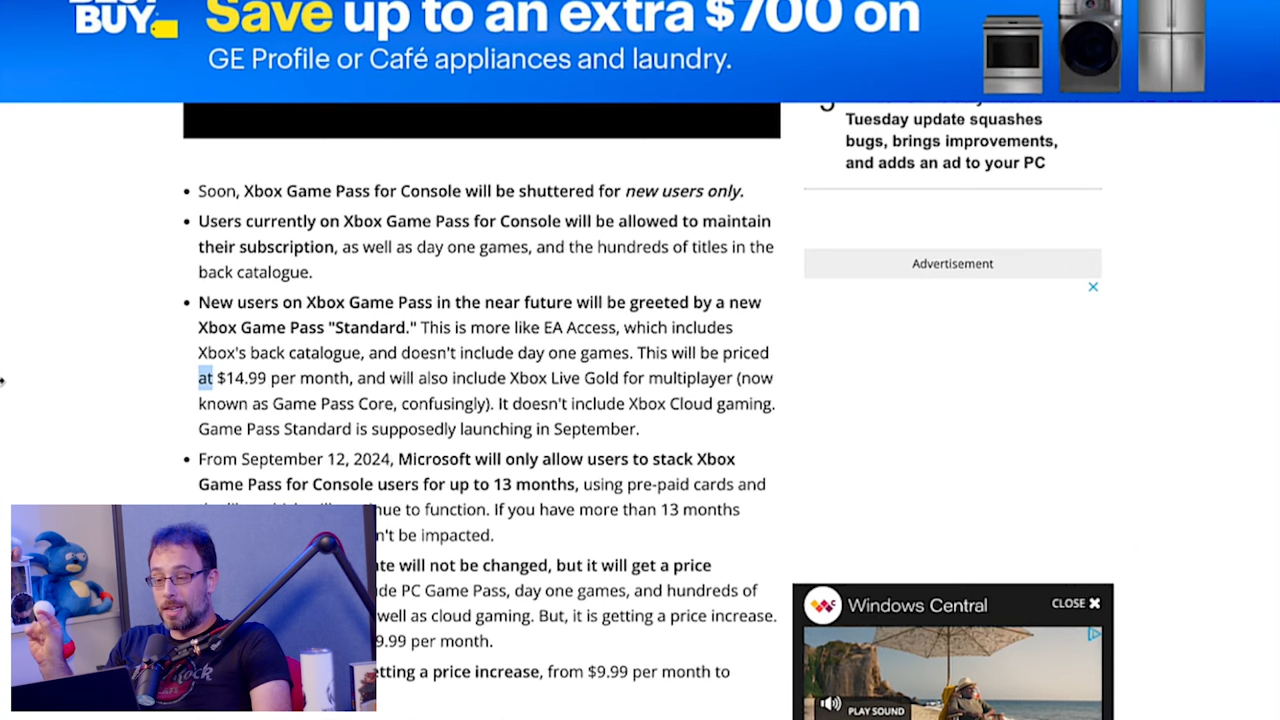 BEST
BUY.
Save up to an extra $700 on
GE Profile or Café appliances and laundry.
Tuesday update squashes
bugs, brings improvements,
and adds an ad to your PC
Advertisement
• Soon, Xbox Game Pass for Console will be shuttered for new users only.
• Users currently on Xbox Game Pass for Console will be allowed to maintain
their subscription, as well as day one games, and the hundreds of titles in the
back catalogue.
• New users on Xbox Game Pass in the near future will be greeted by a new
Xbox Game Pass "Standard." This is more like EA Access, which includes
Xbox's back catalogue, and doesn't include day one games. This will be priced
at $14.99 per month, and will also include Xbox Live Gold for multiplayer (now
known as Game Pass Core, confusingly). It doesn't include Xbox Cloud gaming.
Game Pass Standard is supposedly launching in September.
• From September 12, 2024, Microsoft will only allow users to stack Xbox
Game Pass for Console users for up to 13 months, using pre-paid cards and
nue to function. If you have more than 13 months
n't be impacted.
te will not be changed, but it will get a price
de PC Game Pass, day one games, and hundreds of
well as cloud gaming. But, it is getting a price increase.
9.99 per month.
etting a price increase, from $9.99 per month to
Windows Central
CLOSE ✖
PLAY SOUND